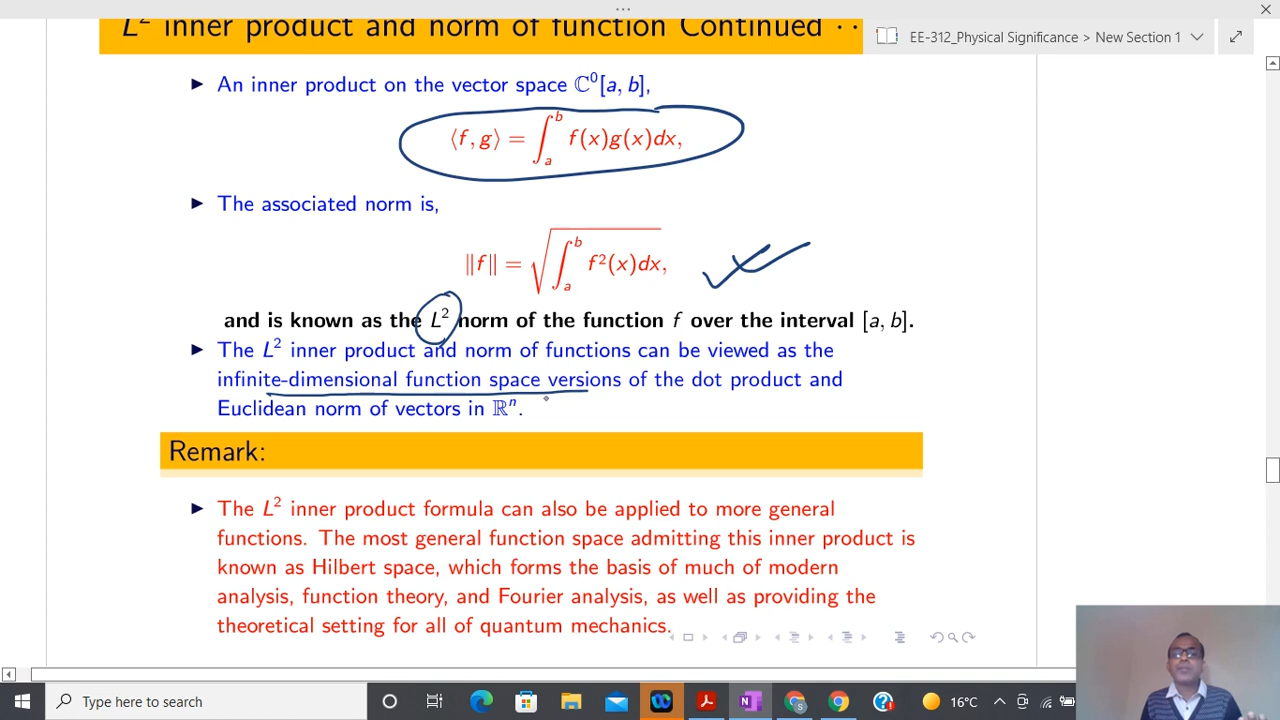 L² inner product and norm of function Continued · ·
EE-312_Physical Significance > New Section 1
► An inner product on the vector space ℂ⁰[a, b],
⟨f, g⟩ = ∫ₐᵇ f(x)g(x)dx,
► The associated norm is,
‖f‖ = √(∫ₐᵇ f²(x)dx),
and is known as the L² norm of the function f over the interval [a, b].
► The L² inner product and norm of functions can be viewed as the
infinite-dimensional function space versions of the dot product and
Euclidean norm of vectors in ℝⁿ.
Remark:
► The L² inner product formula can also be applied to more general
functions. The most general function space admitting this inner product is
known as Hilbert space, which forms the basis of much of modern
analysis, function theory, and Fourier analysis, as well as providing the
theoretical setting for all of quantum mechanics.
Type here to search
16°C